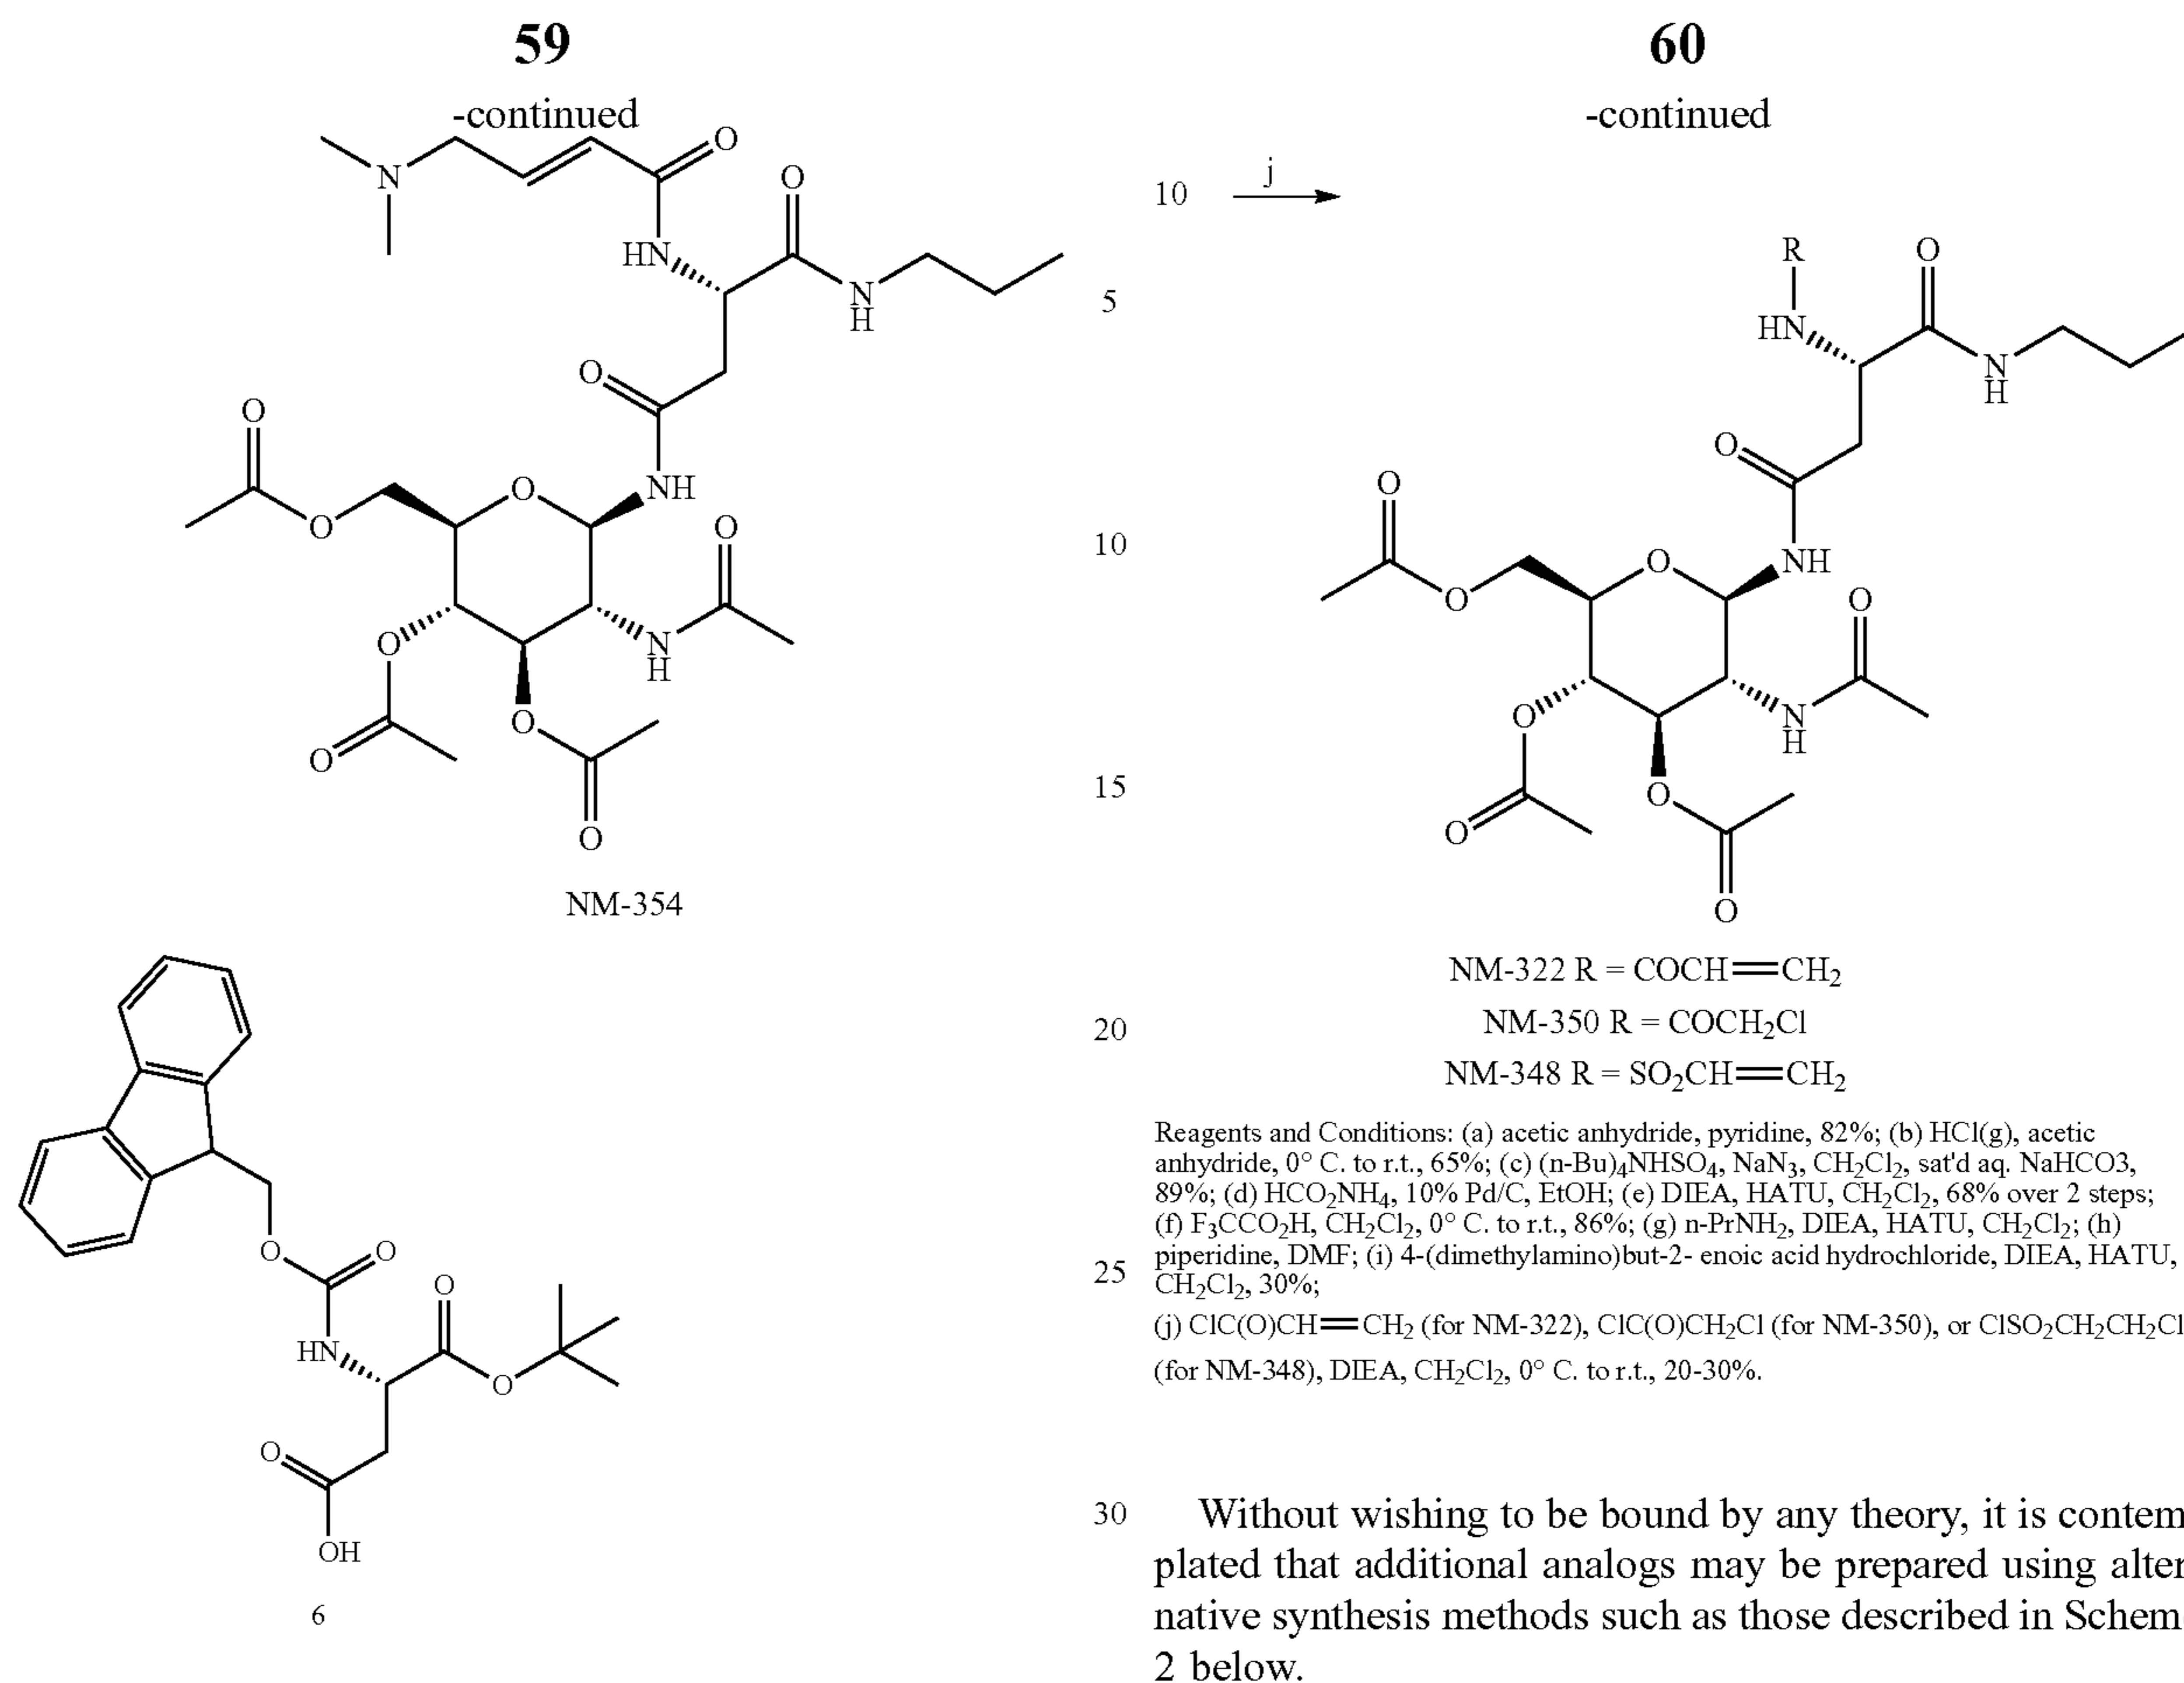 59
-continued
O
N
O
HN
N
H
O
O
NH
O
O
O
O
N
H
O
O
O
O
NM-354
O
O
HN
O
O
O
OH
6
5
10
15
20
25
30
60
-continued
10 j
R
O
HN
N
H
O
O
NH
O
O
O
O
N
H
O
O
O
O
NM-322 R = COCH=CH2
NM-350 R = COCH2Cl
NM-348 R = SO2CH=CH2
Reagents and Conditions: (a) acetic anhydride, pyridine, 82%; (b) HCl(g), acetic
anhydride, 0° C. to r.t., 65%; (c) (n-Bu)4NHSO4, NaN3, CH2Cl2, sat'd aq. NaHCO3,
89%; (d) HCO2NH4, 10% Pd/C, EtOH; (e) DIEA, HATU, CH2Cl2, 68% over 2 steps;
(f) F3CCO2H, CH2Cl2, 0° C. to r.t., 86%; (g) n-PrNH2, DIEA, HATU, CH2Cl2; (h)
piperidine, DMF; (i) 4-(dimethylamino)but-2- enoic acid hydrochloride, DIEA, HATU,
CH2Cl2, 30%;
(j) ClC(O)CH=CH2 (for NM-322), ClC(O)CH2Cl (for NM-350), or ClSO2CH2CH2Cl
(for NM-348), DIEA, CH2Cl2, 0° C. to r.t., 20-30%.
Without wishing to be bound by any theory, it is contem
plated that additional analogs may be prepared using alter
native synthesis methods such as those described in Schem
2 below.